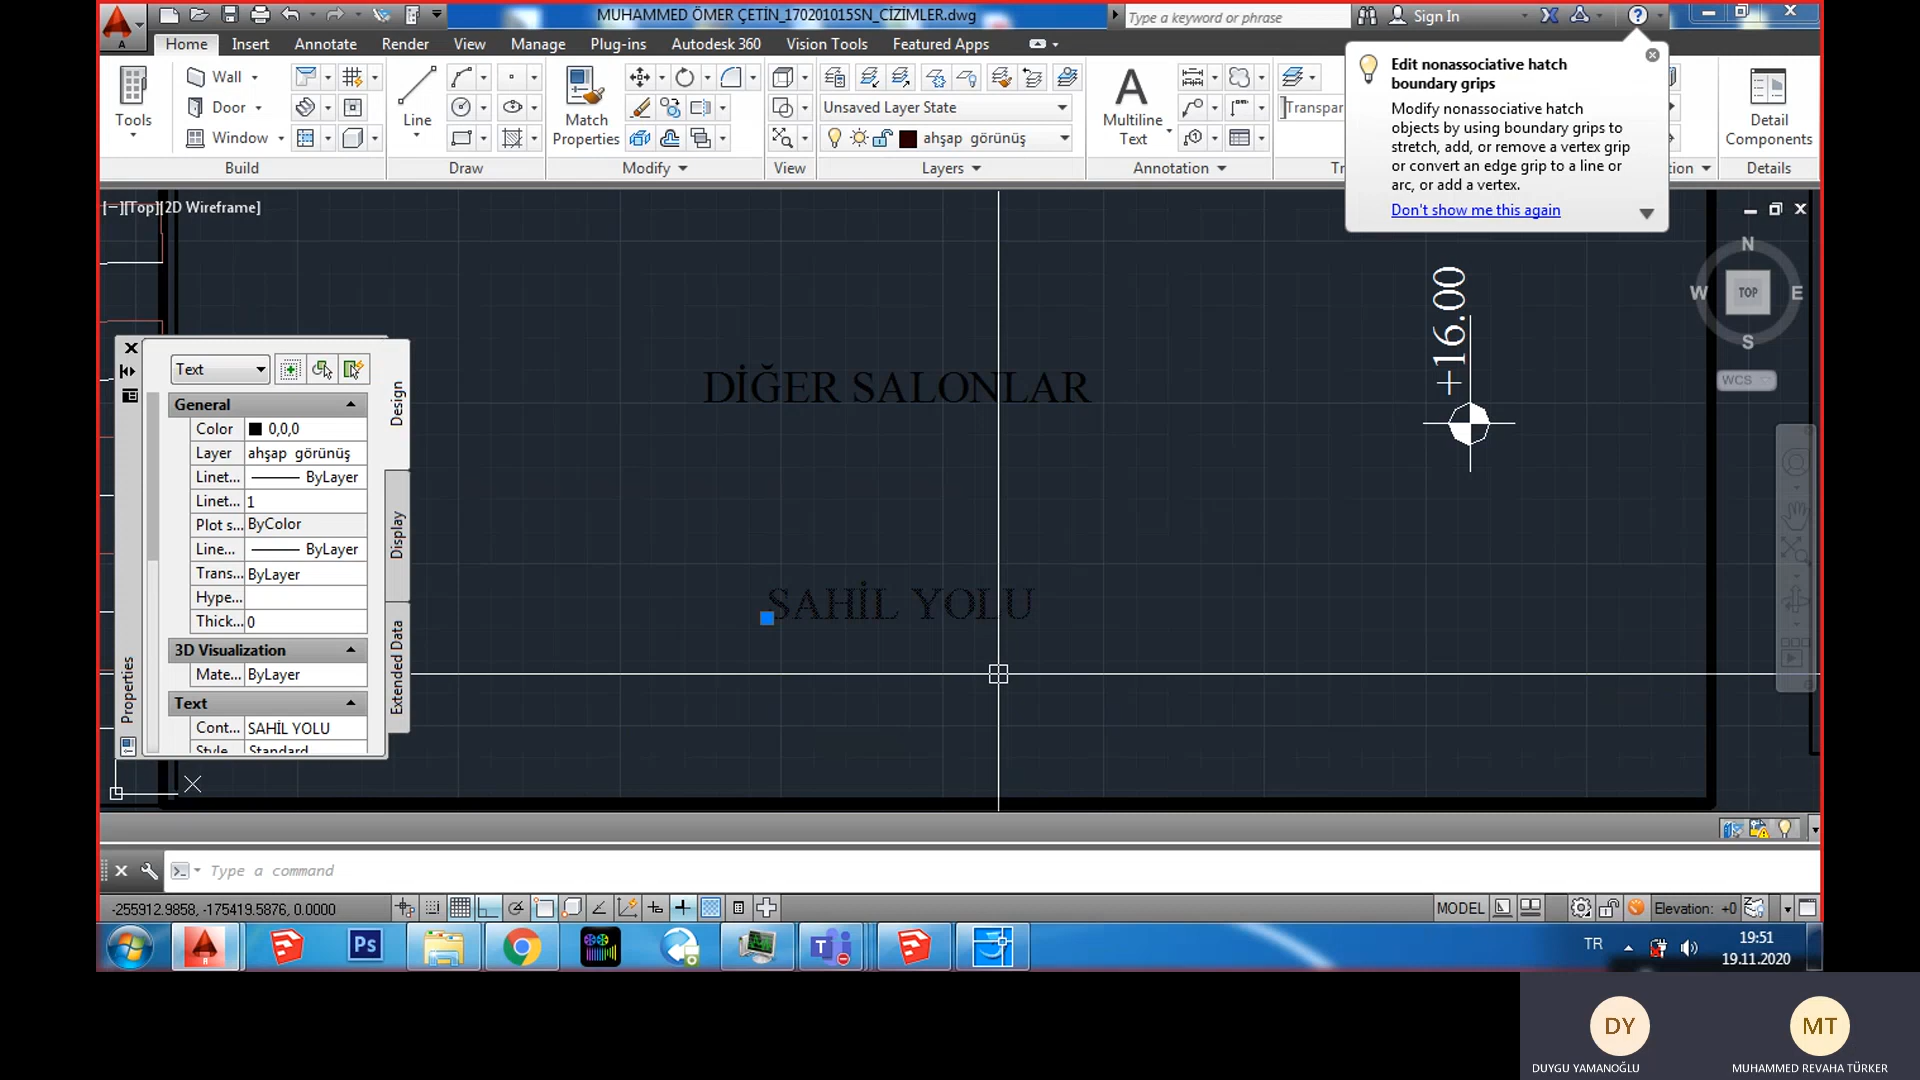 MUHAMMED ÖMER ÇETİN_170201015SN_CİZİMLER.dwg
Type a keyword or phrase
Sign In
A
Home
Insert
Annotate
Render
View
Manage
Plug-ins
Autodesk 360
Vision Tools
Featured Apps
Tools
Wall
Door
Window
Build
Line
Draw
Match
Properties
Modify
View
Unsaved Layer State
ahşap görünüş
Layers
A
Multiline
Text
Annotation
Transpar
Tr
Edit nonassociative hatch
boundary grips
Modify nonassociative hatch
objects by using boundary grips to
stretch, add, or remove a vertex grip
or convert an edge grip to a line or
arc, or add a vertex.
Don't show me this again
tion
Detail
Components
Details
[−][Top][2D Wireframe]
N
W
TOP
E
S
WCS
+16.00
DİĞER SALONLAR
SAHİL YOLU
Text
General
Color 0,0,0
Layer ahşap görünüş
Linet... ByLayer
Linet... 1
Plot s... ByColor
Line... ByLayer
Trans... ByLayer
Hype...
Thick... 0
3D Visualization
Mate... ByLayer
Text
Cont... SAHİL YOLU
Style Standard
Design
Display
Extended Data
Properties
Type a command
-255912.9858, -175419.5876, 0.0000
MODEL
Elevation: +0
Ps
T
TR
19:51
19.11.2020
DY
MT
DUYGU YAMANOĞLU
MUHAMMED REVAHA TÜRKER